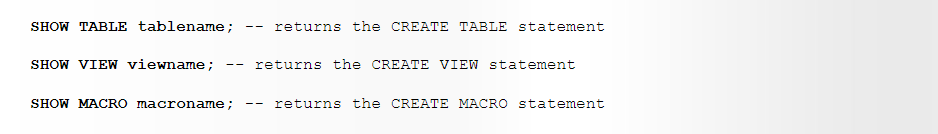 SHOW TABLE tablename; -- returns the CREATE TABLE statement
SHOW VIEW viewname; -- returns the CREATE VIEW statement
SHOW MACRO macroname; -- returns the CREATE MACRO statement